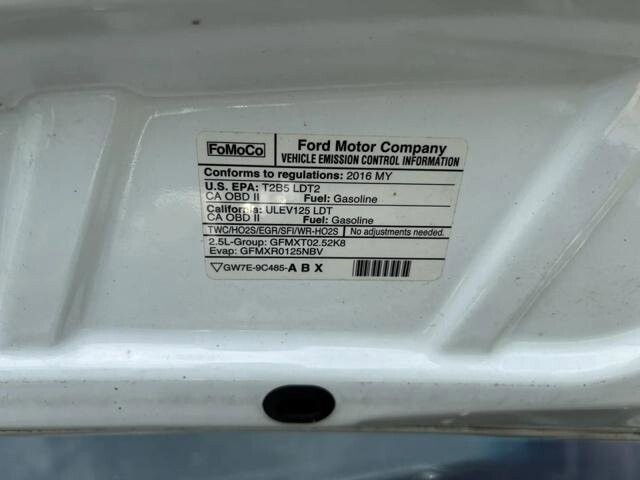 FoMoCo
Ford Motor Company
VEHICLE EMISSION CONTROL INFORMATION
Conforms to regulations: 2016 MY
U.S. EPA: T2B5 LDT2
CA OBD II Fuel: Gasoline
California: ULEV125 LDT
CA OBD II Fuel: Gasoline
TWC/HO2S/EGR/SFI/WR-HO2S No adjustments needed.
2.5L-Group: GFMXT02.52K8
Evap: GFMXR0125NBV
▽GW7E-9C485-A B X